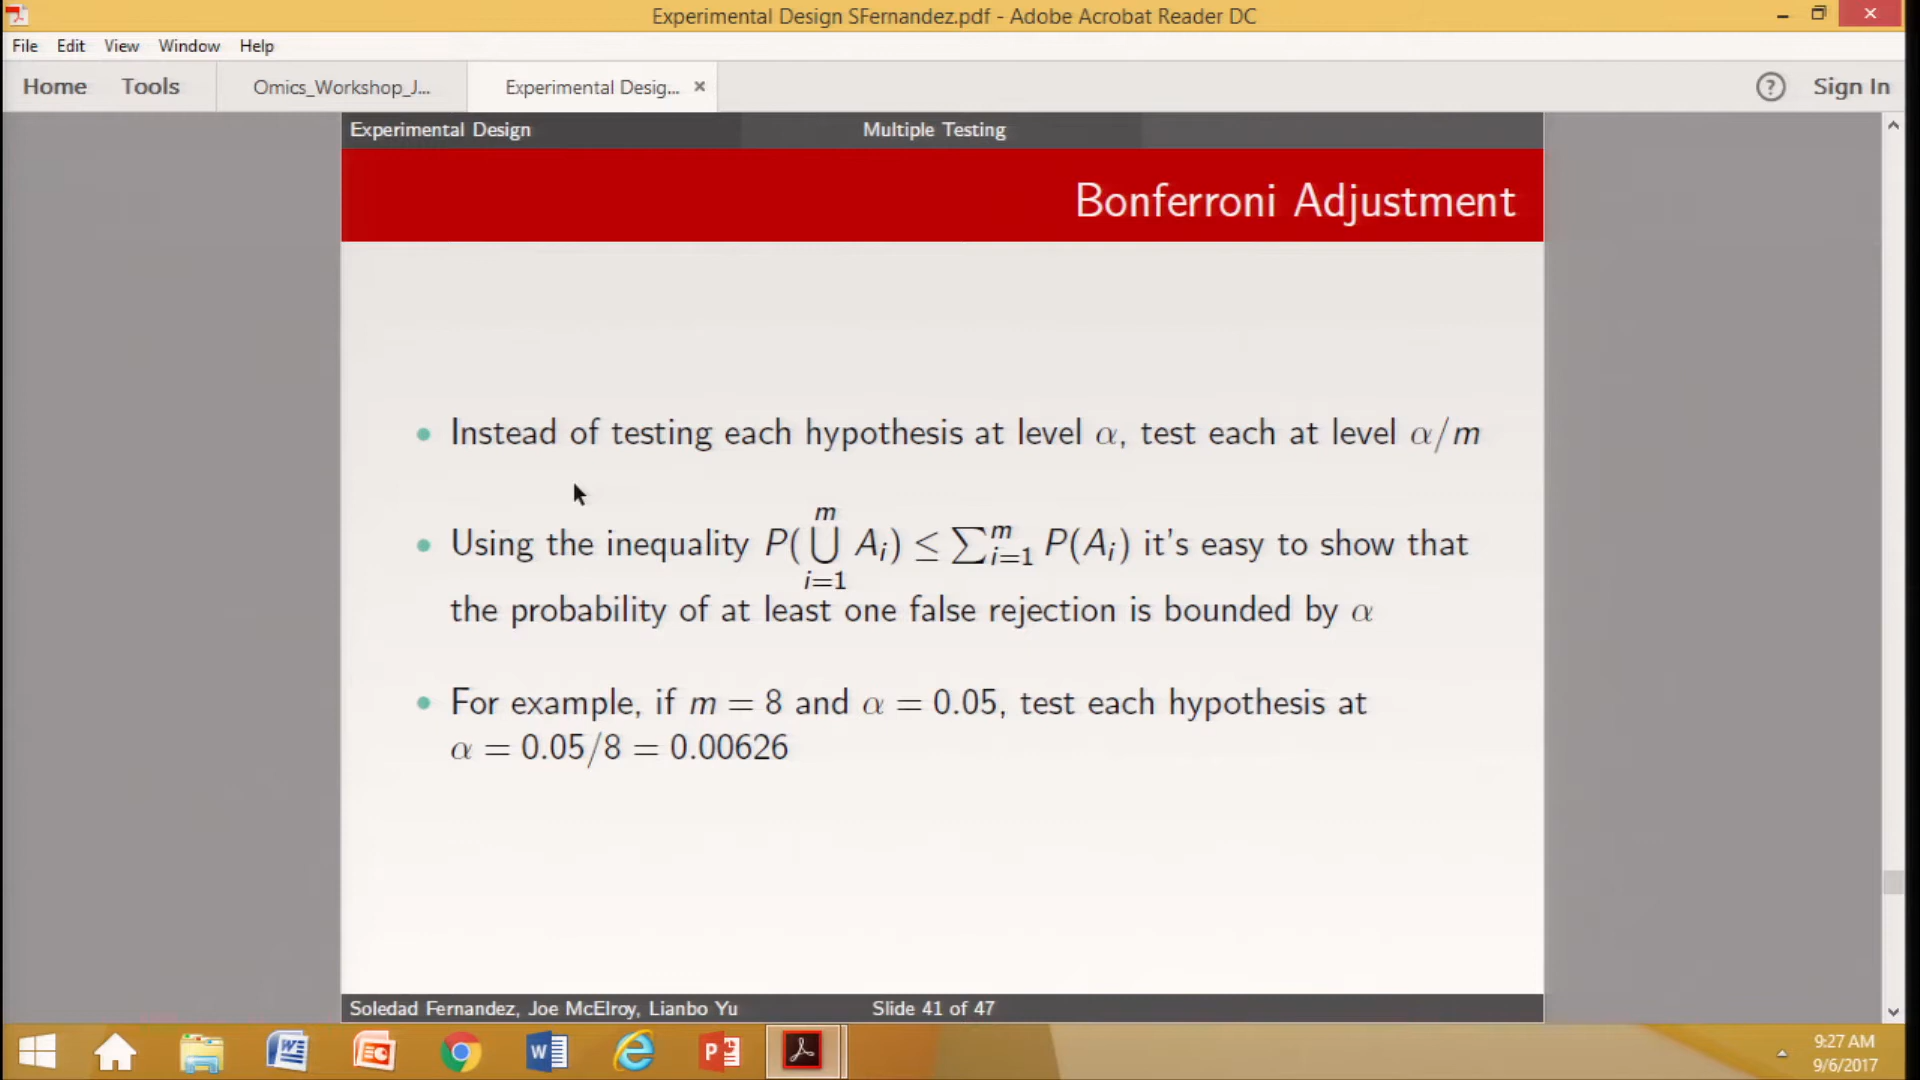 Experimental Design SFernandez.pdf - Adobe Acrobat Reader DC
File Edit View Window Help
Home Tools Omics_Workshop_J... Experimental Desig... × ? Sign In
Experimental Design Multiple Testing
Bonferroni Adjustment
• Instead of testing each hypothesis at level α, test each at level α/m
• Using the inequality P(⋃_{i=1}^{m} A_i) ≤ ∑_{i=1}^{m} P(A_i) it's easy to show that
the probability of at least one false rejection is bounded by α
• For example, if m = 8 and α = 0.05, test each hypothesis at
α = 0.05/8 = 0.00626
Soledad Fernandez, Joe McElroy, Lianbo Yu Slide 41 of 47
9:27 AM
9/6/2017